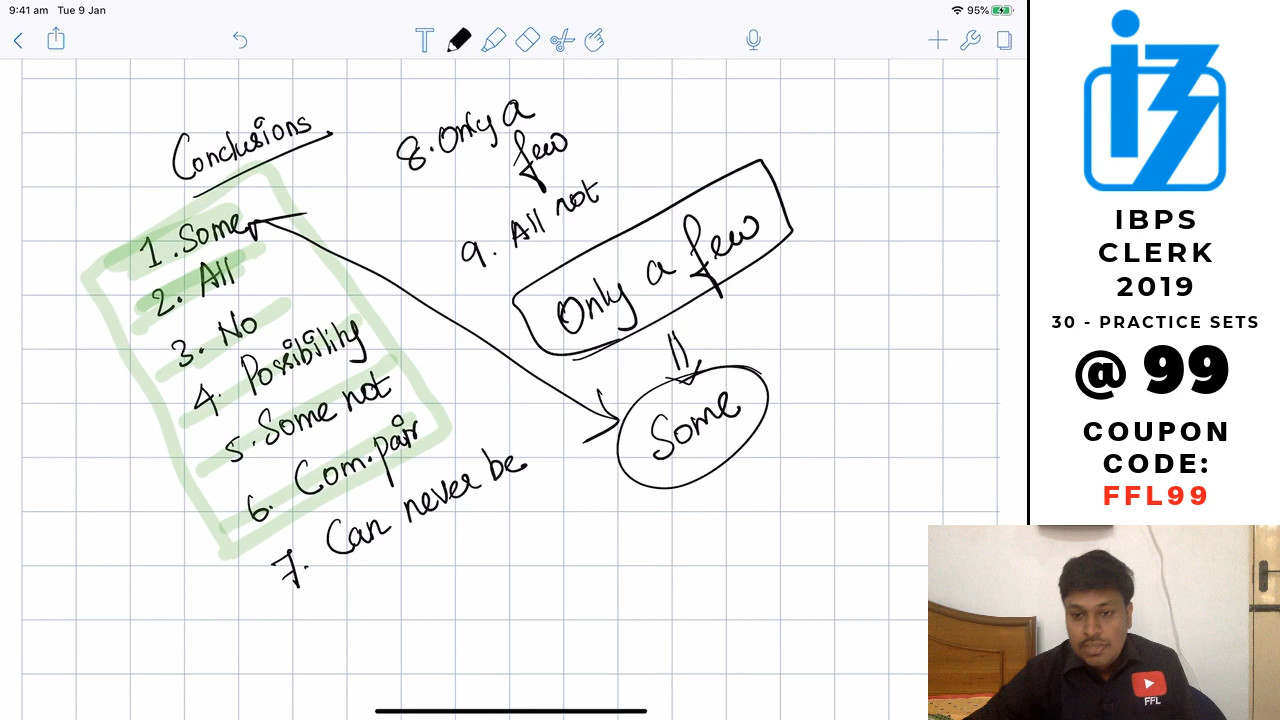 9:41 am Tue 9 Jan
95%
T
Conclusions
1. Some
2. All
3. No
4. Possibility
5. Some not
6. Com. pair
7. Can never be
8. Only a
few
9. All not
Only a few
Some
IBPS
CLERK
2019
30 - PRACTICE SETS
@ 99
COUPON
CODE:
FFL99
FFL